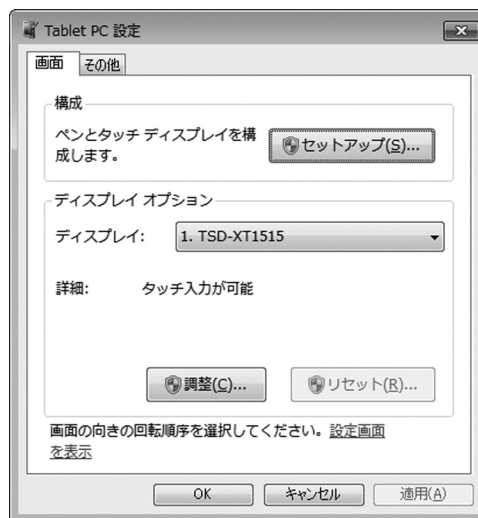 Tablet PC 設定
画面 その他
構成
ペンとタッチ ディスプレイを構
成します。
セットアップ(S)...
ディスプレイ オプション
ディスプレイ: 1. TSD-XT1515
詳細: タッチ入力が可能
調整(C)... リセット(R)...
画面の向きの回転順序を選択してください。設定画面
を表示
OK キャンセル 適用(A)